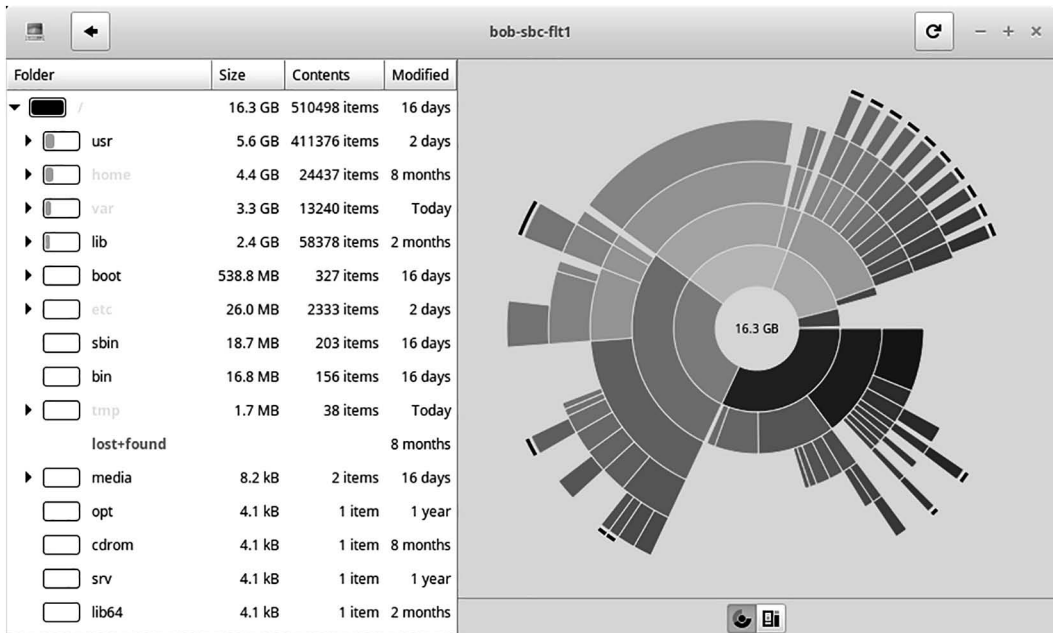 bob-sbc-flt1
Folder Size Contents Modified
/ 16.3 GB 510498 items 16 days
usr 5.6 GB 411376 items 2 days
home 4.4 GB 24437 items 8 months
var 3.3 GB 13240 items Today
lib 2.4 GB 58378 items 2 months
boot 538.8 MB 327 items 16 days
etc 26.0 MB 2333 items 2 days
sbin 18.7 MB 203 items 16 days
bin 16.8 MB 156 items 16 days
tmp 1.7 MB 38 items Today
lost+found 8 months
media 8.2 kB 2 items 16 days
opt 4.1 kB 1 item 1 year
cdrom 4.1 kB 1 item 8 months
srv 4.1 kB 1 item 1 year
lib64 4.1 kB 1 item 2 months
16.3 GB